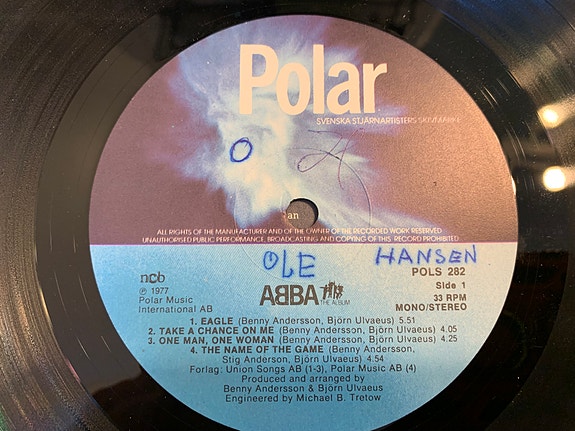 Polar
SVENSKA STJÄRNARTISTERS SKIVMÄRKE
O
an
ALL RIGHTS OF THE MANUFACTURER AND OF THE OWNER OF THE RECORDED WORK RESERVED
UNAUTHORISED PUBLIC PERFORMANCE, BROADCASTING AND COPYING OF THIS RECORD PROHIBITED
OLE HANSEN
ncb
POLS 282
℗ 1977
Polar Music
International AB
ABBA THE ALBUM
Side 1
33 RPM
MONO/STEREO
1. EAGLE (Benny Andersson, Björn Ulvaeus) 5.51
2. TAKE A CHANCE ON ME (Benny Andersson, Björn Ulvaeus) 4.05
3. ONE MAN, ONE WOMAN (Benny Andersson, Björn Ulvaeus) 4.25
4. THE NAME OF THE GAME (Benny Andersson,
Stig Anderson, Björn Ulvaeus) 4.54
Forlag: Union Songs AB (1-3), Polar Music AB (4)
Produced and arranged by
Benny Andersson & Björn Ulvaeus
Engineered by Michael B. Tretow